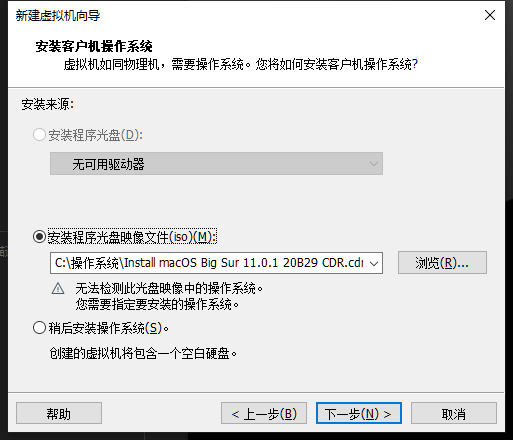 新建虚拟机向导
安装客户机操作系统
虚拟机如同物理机，需要操作系统。您将如何安装客户机操作系统?
安装来源:
安装程序光盘(D):
无可用驱动器
安装程序光盘映像文件(iso)(M):
C:\操作系统\Install macOS Big Sur 11.0.1 20B29 CDR.cdr
浏览(R)...
无法检测此光盘映像中的操作系统。
您需要指定要安装的操作系统。
稍后安装操作系统(S)。
创建的虚拟机将包含一个空白硬盘。
帮助
< 上一步(B)
下一步(N) >
取消